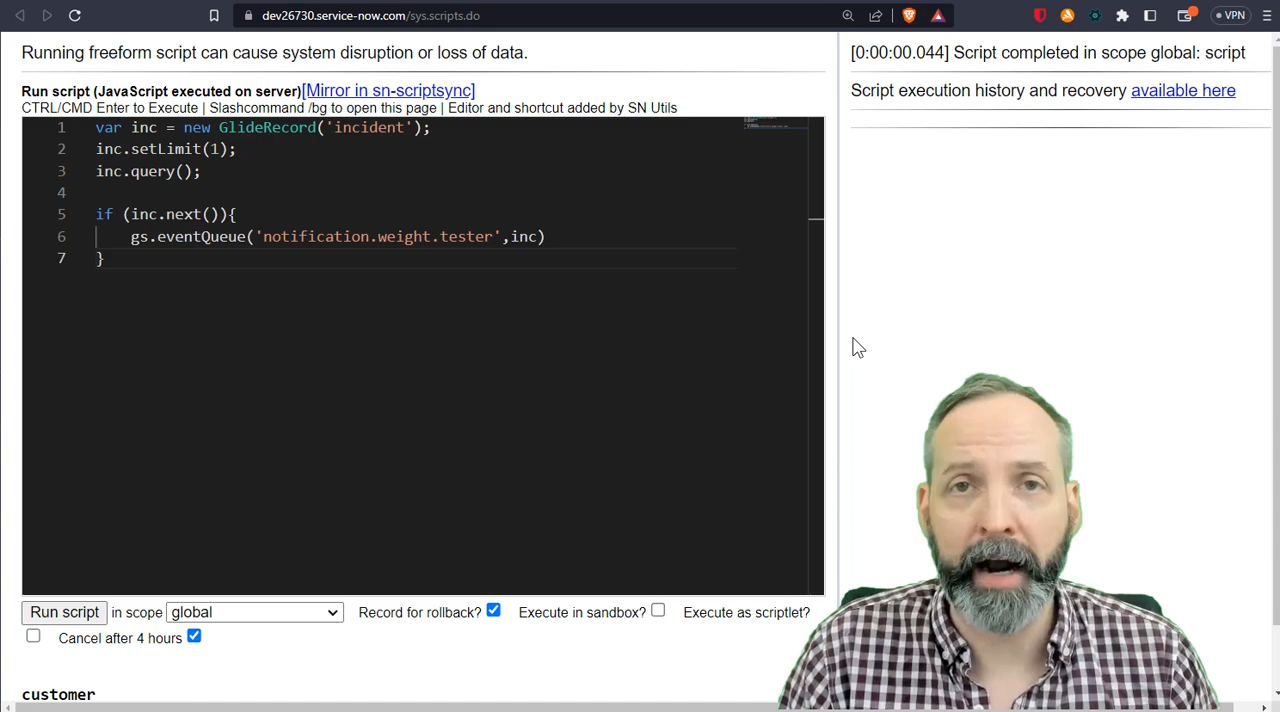 dev26730.service-now.com/sys.scripts.do
VPN
Running freeform script can cause system disruption or loss of data.
Run script (JavaScript executed on server)[Mirror in sn-scriptsync]
CTRL/CMD Enter to Execute | Slashcommand /bg to open this page | Editor and shortcut added by SN Utils
1 var inc = new GlideRecord('incident');
2 inc.setLimit(1);
3 inc.query();
4
5 if (inc.next()){
6 gs.eventQueue('notification.weight.tester',inc)
7 }
Run script in scope global Record for rollback? Execute in sandbox? Execute as scriptlet?
Cancel after 4 hours
customer
[0:00:00.044] Script completed in scope global: script
Script execution history and recovery available here